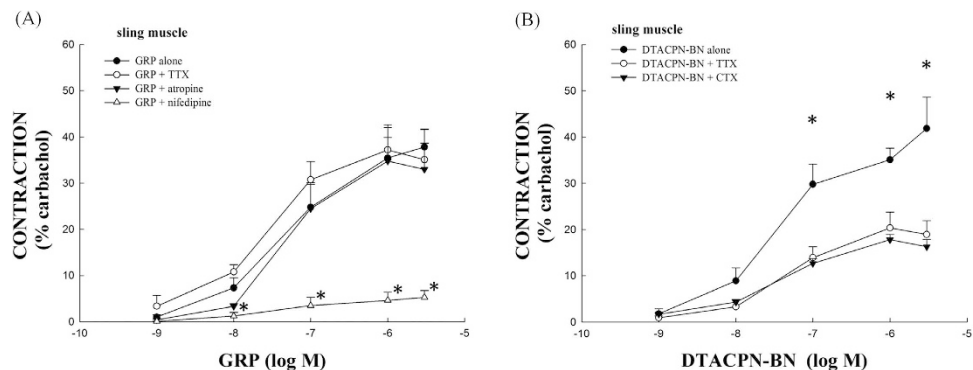 (A)
sling muscle
GRP alone
GRP + TTX
GRP + atropine
GRP + nifedipine
CONTRACTION
(% carbachol)
60
50
40
30
20
10
0
* * * *
-10 -9 -8 -7 -6 -5
GRP (log M)
(B)
sling muscle
DTACPN-BN alone
DTACPN-BN + TTX
DTACPN-BN + CTX
CONTRACTION
(% carbachol)
60
50
40
30
20
10
0
* * *
-10 -9 -8 -7 -6 -5
DTACPN-BN (log M)